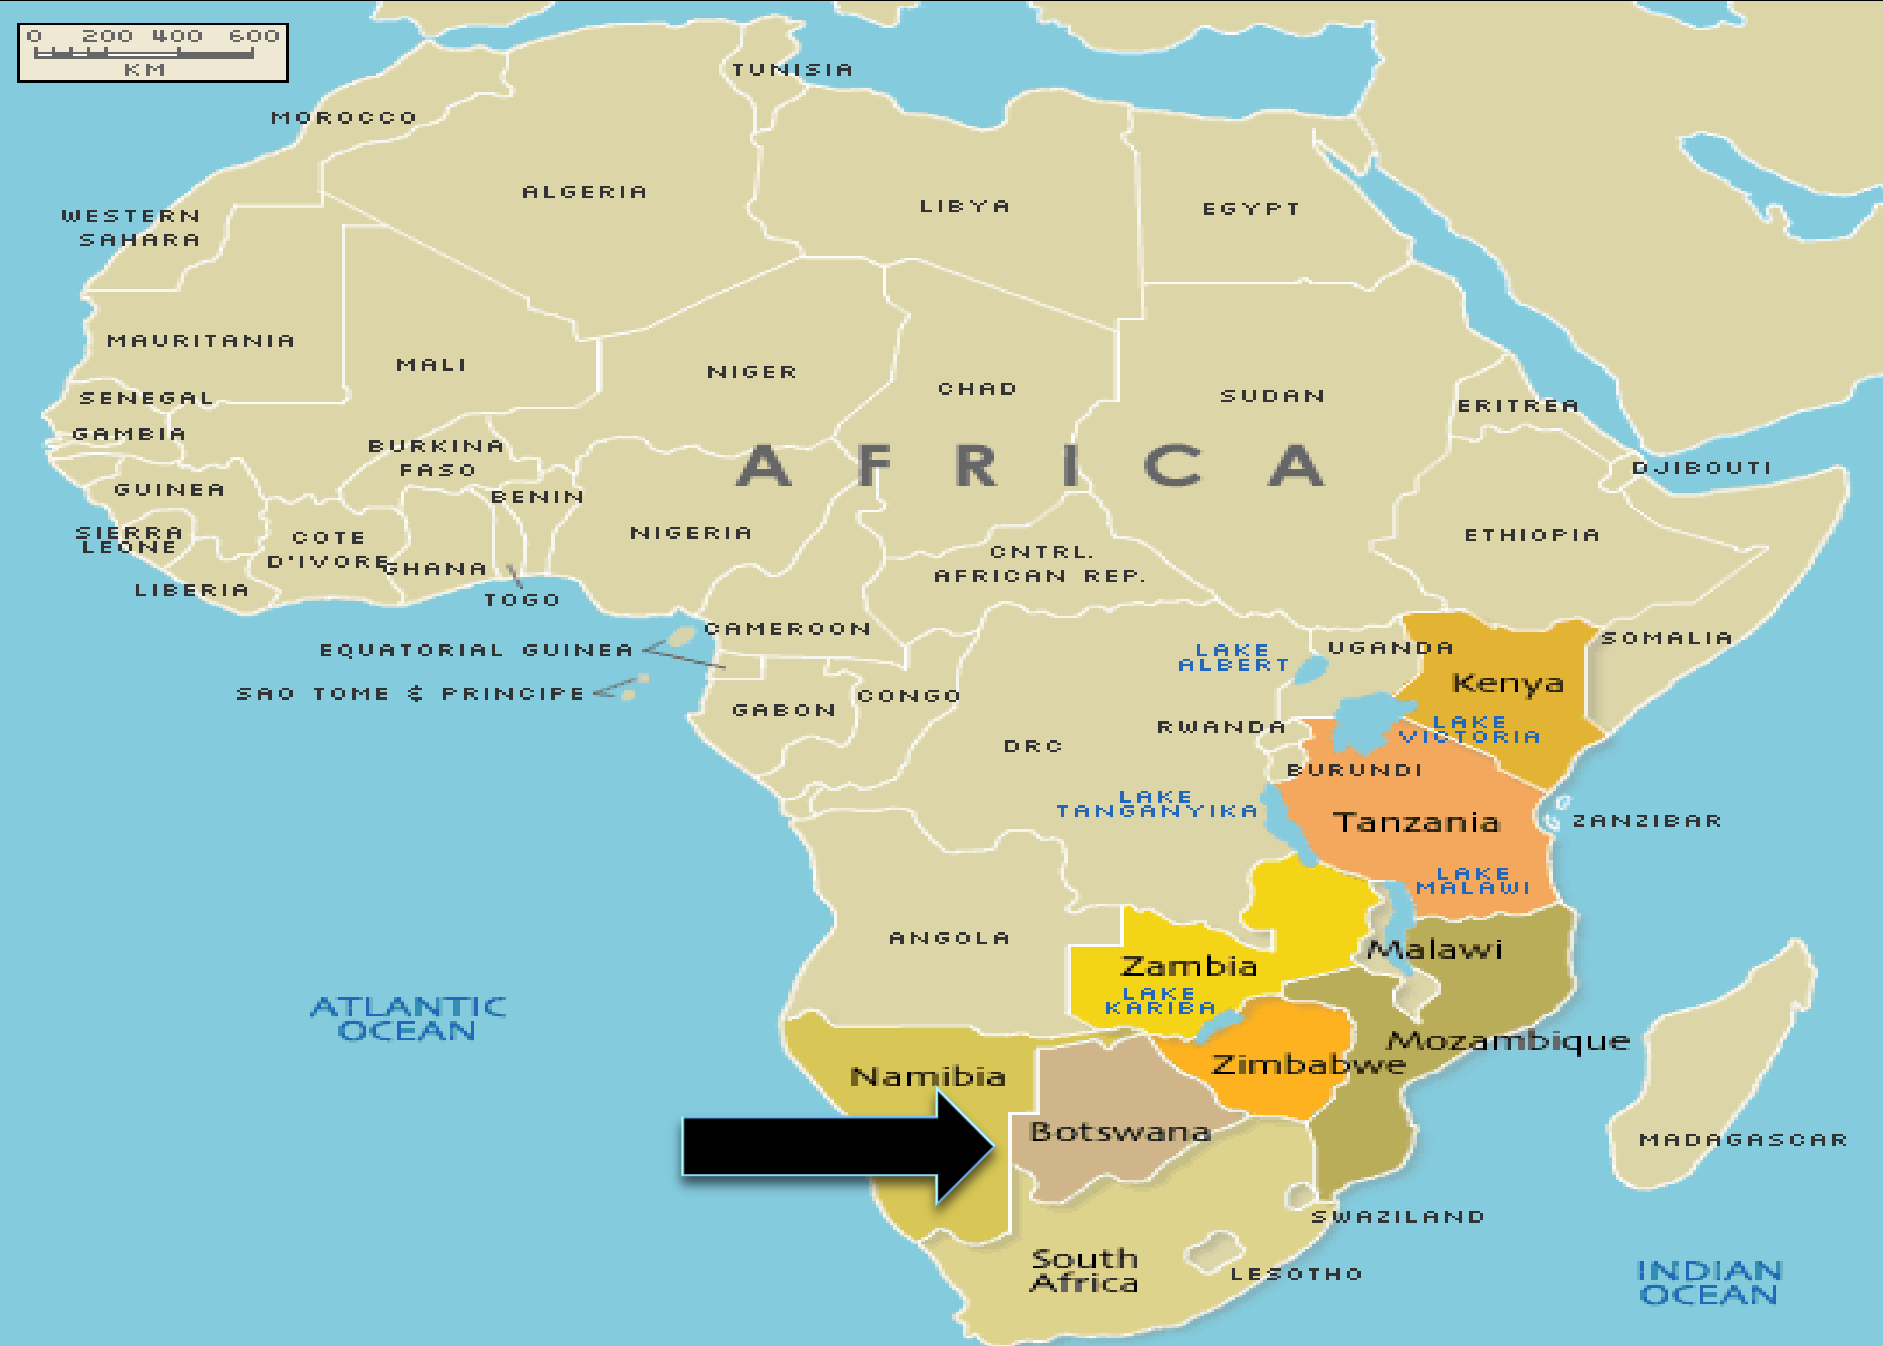 0 200 400 600
KM
TUNISIA
MOROCCO
ALGERIA
LIBYA
EGYPT
WESTERN
SAHARA
MAURITANIA
MALI
NIGER
CHAD
SUDAN
ERITREA
SENEGAL
GAMBIA
BURKINA
FASO
AFRICA
DJIBOUTI
GUINEA
BENIN
NIGERIA
ETHIOPIA
SIERRA
LEONE
COTE
D'IVORE
GHANA
CNTRL.
AFRICAN REP.
LIBERIA
TOGO
CAMEROON
EQUATORIAL GUINEA
LAKE
ALBERT
UGANDA
SOMALIA
Kenya
SAO TOME & PRINCIPE
CONGO
GABON
RWANDA
LAKE
VICTORIA
DRC
BURUNDI
LAKE
TANGANYIKA
Tanzania
ZANZIBAR
LAKE
MALAWI
ANGOLA
Malawi
Zambia
LAKE
KARIBA
ATLANTIC
OCEAN
Mozambique
Zimbabwe
Namibia
Botswana
MADAGASCAR
SWAZILAND
South
Africa
LESOTHO
INDIAN
OCEAN